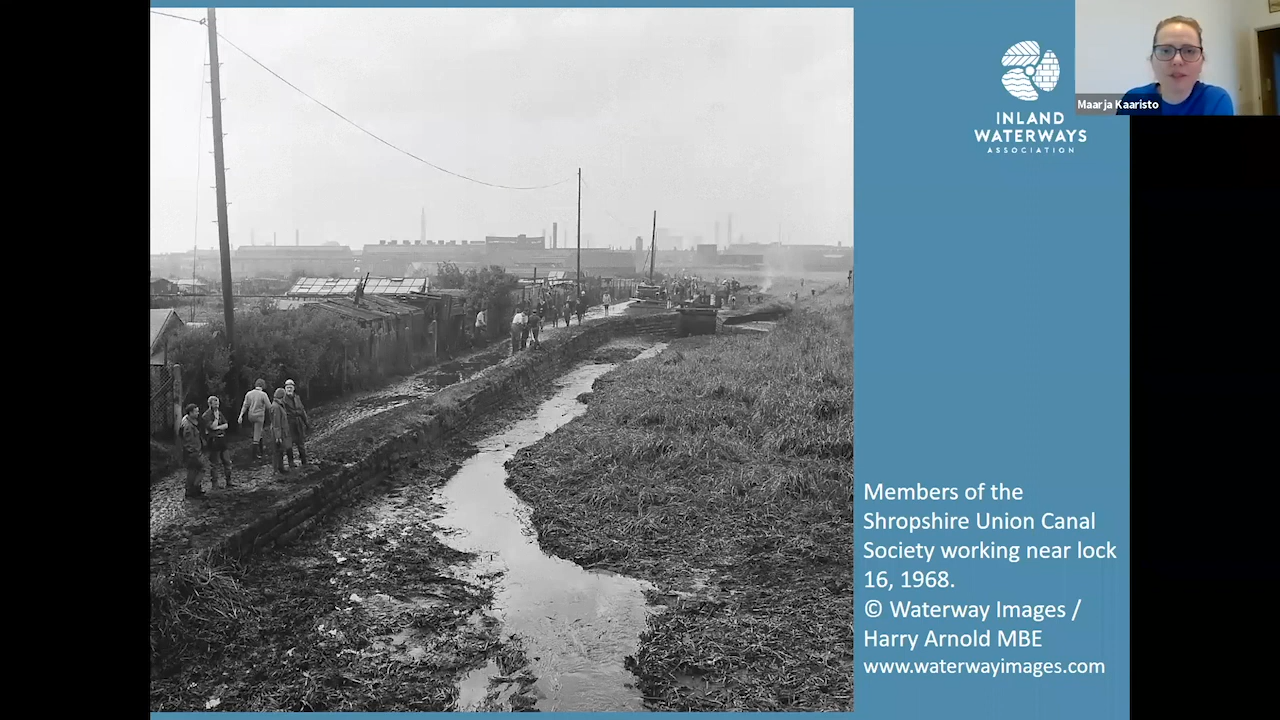 INLAND
WATERWAYS
ASSOCIATION
Maarja Kaaristo
Members of the
Shropshire Union Canal
Society working near lock
16, 1968.
© Waterway Images /
Harry Arnold MBE
www.waterwayimages.com